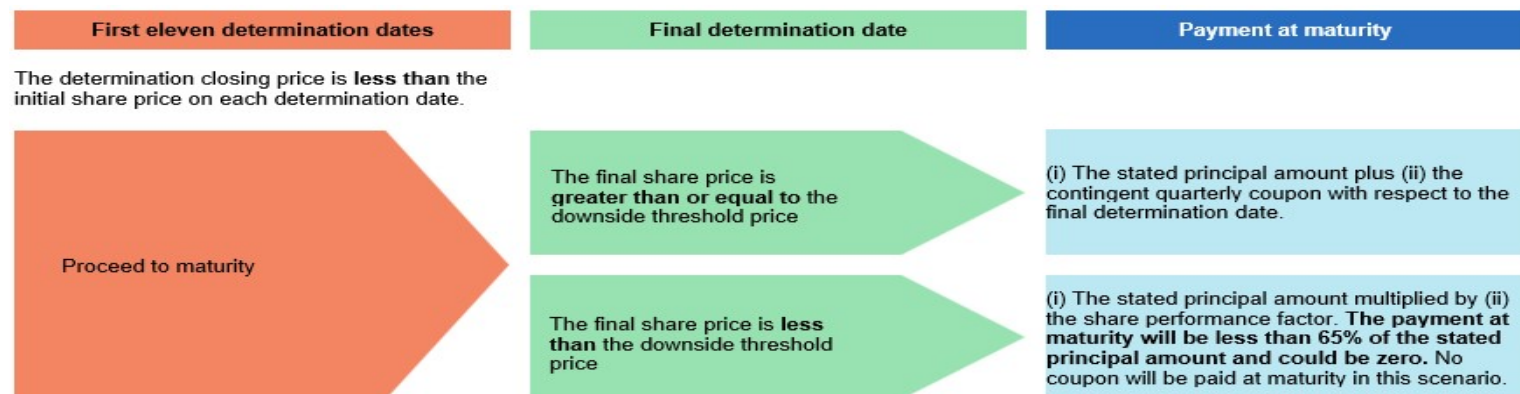 First eleven determination dates
Final determination date
Payment at maturity
The determination closing price is less than the
initial share price on each determination date.
Proceed to maturity
The final share price is
greater than or equal to the
downside threshold price
(i) The stated principal amount plus (ii) the
contingent quarterly coupon with respect to the
final determination date.
The final share price is less
than the downside threshold
price
(i) The stated principal amount multiplied by (ii)
the share performance factor. The payment at
maturity will be less than 65% of the stated
principal amount and could be zero. No
coupon will be paid at maturity in this scenario.